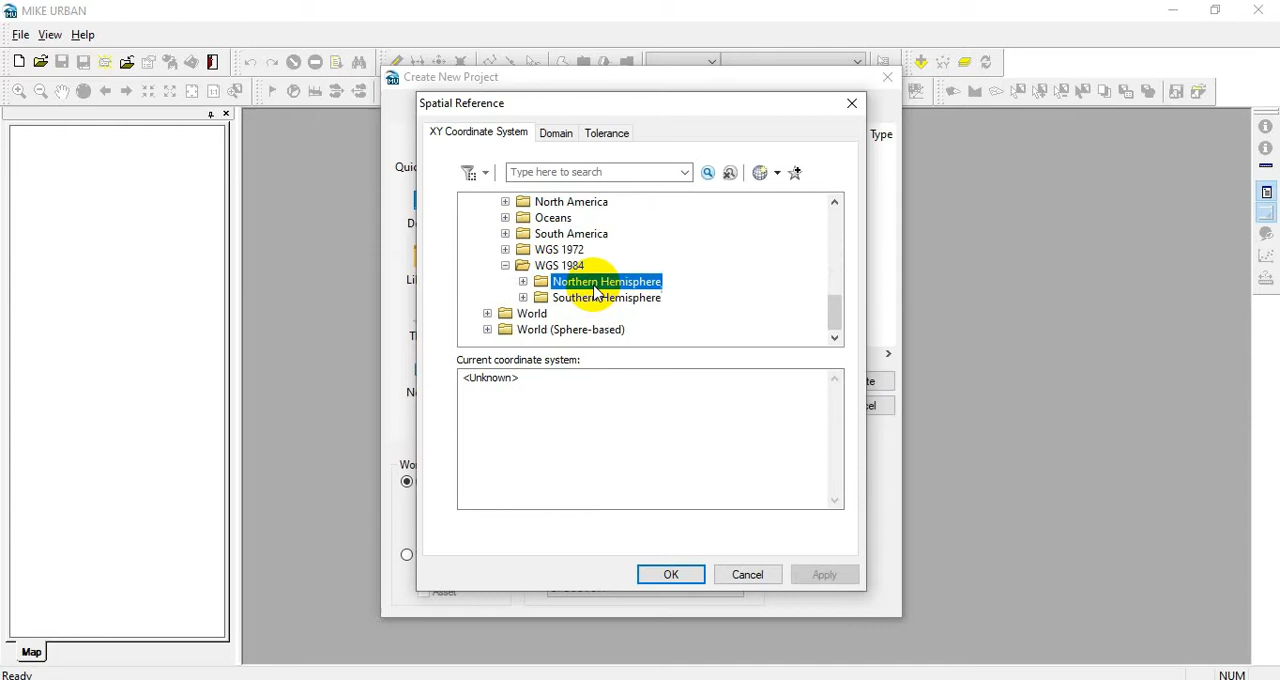 MIKE URBAN
File View Help
Create New Project
Spatial Reference
XY Coordinate System Domain Tolerance
Type
Type here to search
North America
Oceans
South America
WGS 1972
WGS 1984
Northern Hemisphere
Southern Hemisphere
World
World (Sphere-based)
Current coordinate system:
<Unknown>
OK Cancel Apply
Map
Ready NUM